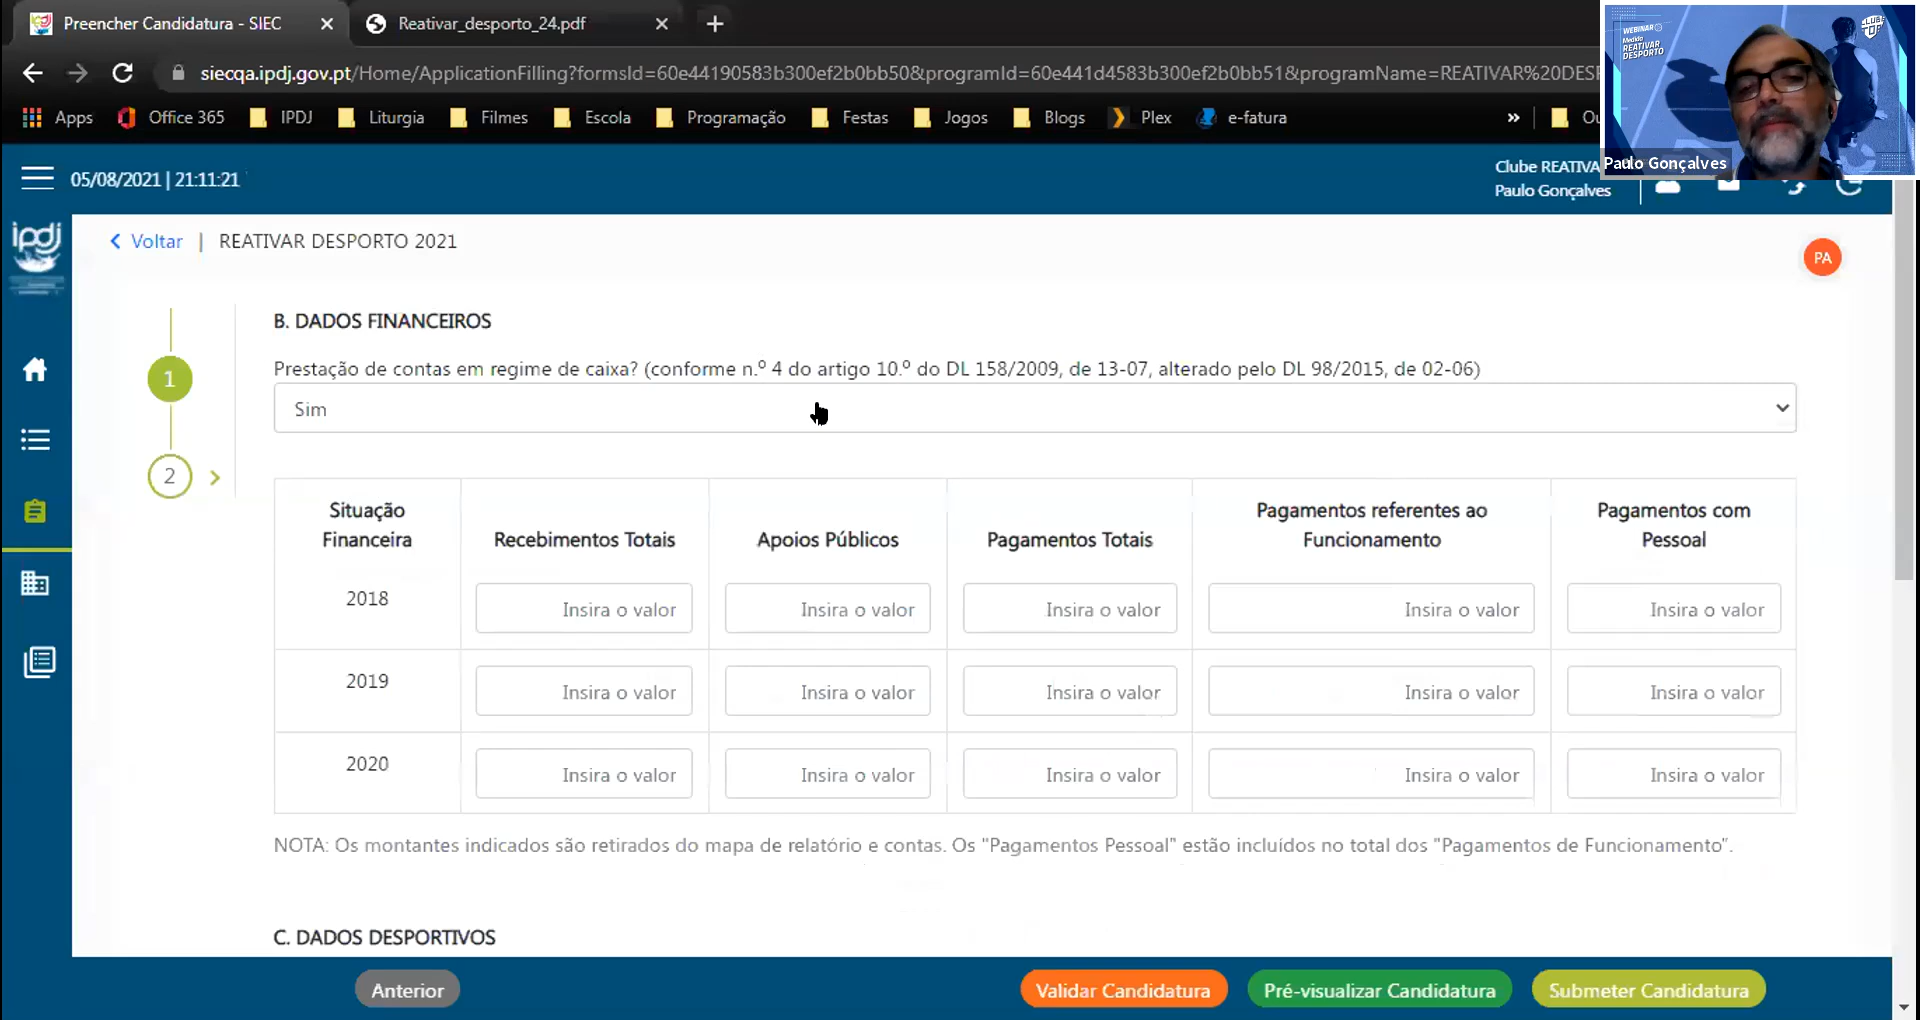 Preencher Candidatura - SIEC
Reativar_desporto_24.pdf
siecqa.ipdj.gov.pt/Home/ApplicationFilling?formsId=60e44190583b300ef2b0bb50&programId=60e441d4583b300ef2b0bb51&programName=REATIVAR%20DESP
Apps
Office 365
IPDJ
Liturgia
Filmes
Escola
Programação
Festas
Jogos
Blogs
Plex
e-fatura
»
WEBINAR
Medida
REATIVAR
DESPORTO
CLUBE
TOP
Paulo Gonçalves
05/08/2021 | 21:11:21
Clube REATIVA
Paulo Gonçalves
ipdj
Voltar | REATIVAR DESPORTO 2021
PA
1
2
B. DADOS FINANCEIROS
Prestação de contas em regime de caixa? (conforme n.º 4 do artigo 10.º do DL 158/2009, de 13-07, alterado pelo DL 98/2015, de 02-06)
Sim
Situação Financeira
Recebimentos Totais
Apoios Públicos
Pagamentos Totais
Pagamentos referentes ao Funcionamento
Pagamentos com Pessoal
2018 Insira o valor Insira o valor Insira o valor Insira o valor Insira o valor
2019 Insira o valor Insira o valor Insira o valor Insira o valor Insira o valor
2020 Insira o valor Insira o valor Insira o valor Insira o valor Insira o valor
NOTA: Os montantes indicados são retirados do mapa de relatório e contas. Os "Pagamentos Pessoal" estão incluídos no total dos "Pagamentos de Funcionamento".
C. DADOS DESPORTIVOS
Anterior
Validar Candidatura
Pré-visualizar Candidatura
Submeter Candidatura